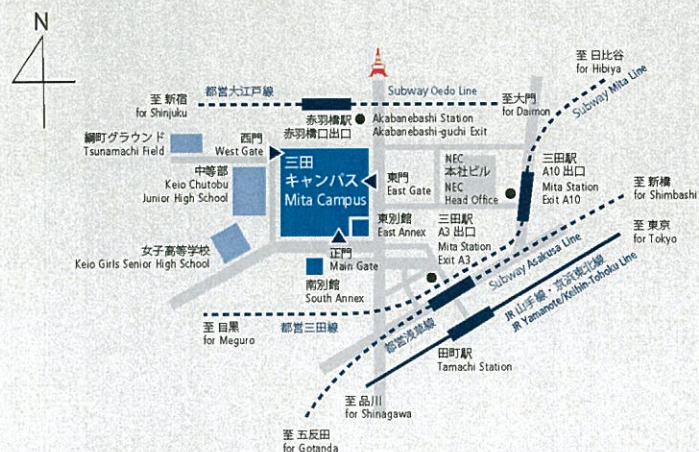 N
至 日比谷
for Hibiya
Subway Mita Line
至 新宿
for Shinjuku
都営大江戸線
Subway Oedo Line
至大門
for Daimon
赤羽橋駅
赤羽橋口出口
Akabanebashi Station
Akabanebashi-guchi Exit
綱町グラウンド
Tsunamachi Field
西門
West Gate
中等部
Keio Chutobu
Junior High School
三田
キャンパス
Mita Campus
東門
East Gate
NEC
本社ビル
NEC
Head Office
三田駅
A10 出口
Mita Station
Exit A10
至 新橋
for Shimbashi
至 東京
for Tokyo
東別館
East Annex
三田駅
A3 出口
Mita Station
Exit A3
女子高等学校
Keio Girls Senior High School
正門
Main Gate
南別館
South Annex
Subway Asakusa Line
JR 山手線・京浜東北線
JR Yamanote/Keihin-Tohoku Line
至 目黒
for Meguro
都営三田線
都営浅草線
田町駅
Tamachi Station
至 品川
for Shinagawa
至 五反田
for Gotanda